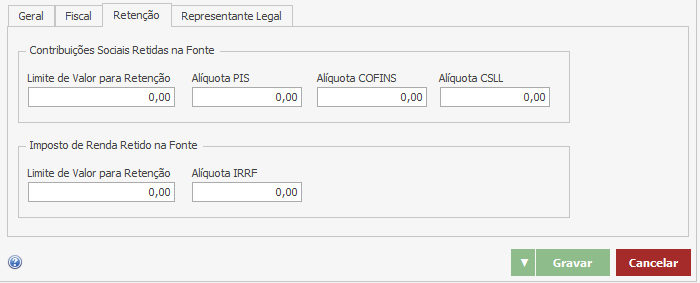 Geral Fiscal Retenção Representante Legal
Contribuições Sociais Retidas na Fonte
Limite de Valor para Retenção Alíquota PIS Alíquota COFINS Alíquota CSLL
0,00 0,00 0,00 0,00
Imposto de Renda Retido na Fonte
Limite de Valor para Retenção Alíquota IRRF
0,00 0,00
? ▼ Gravar Cancelar